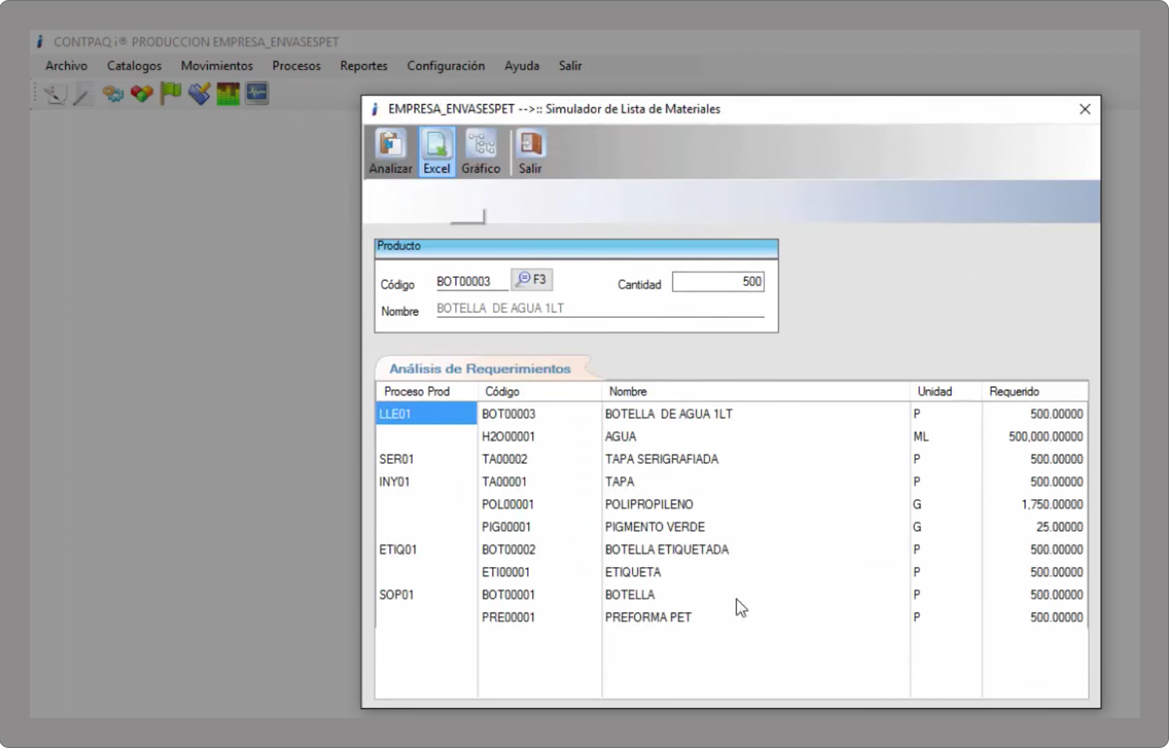 CONTPAQ i® PRODUCCION EMPRESA_ENVASESPET
Archivo Catalogos Movimientos Procesos Reportes Configuración Ayuda Salir
EMPRESA_ENVASESPET -->:: Simulador de Lista de Materiales
Analizar Excel Gráfico Salir
Producto
Código BOT00003 F3 Cantidad 500
Nombre BOTELLA DE AGUA 1LT
Análisis de Requerimientos
Proceso Prod Código Nombre Unidad Requerido
LLE01 BOT00003 BOTELLA DE AGUA 1LT P 500.00000
H2O00001 AGUA ML 500,000.00000
SER01 TA00002 TAPA SERIGRAFIADA P 500.00000
INY01 TA00001 TAPA P 500.00000
POL00001 POLIPROPILENO G 1,750.00000
PIG00001 PIGMENTO VERDE G 25.00000
ETIQ01 BOT00002 BOTELLA ETIQUETADA P 500.00000
ETI00001 ETIQUETA P 500.00000
SOP01 BOT00001 BOTELLA P 500.00000
PRE00001 PREFORMA PET P 500.00000